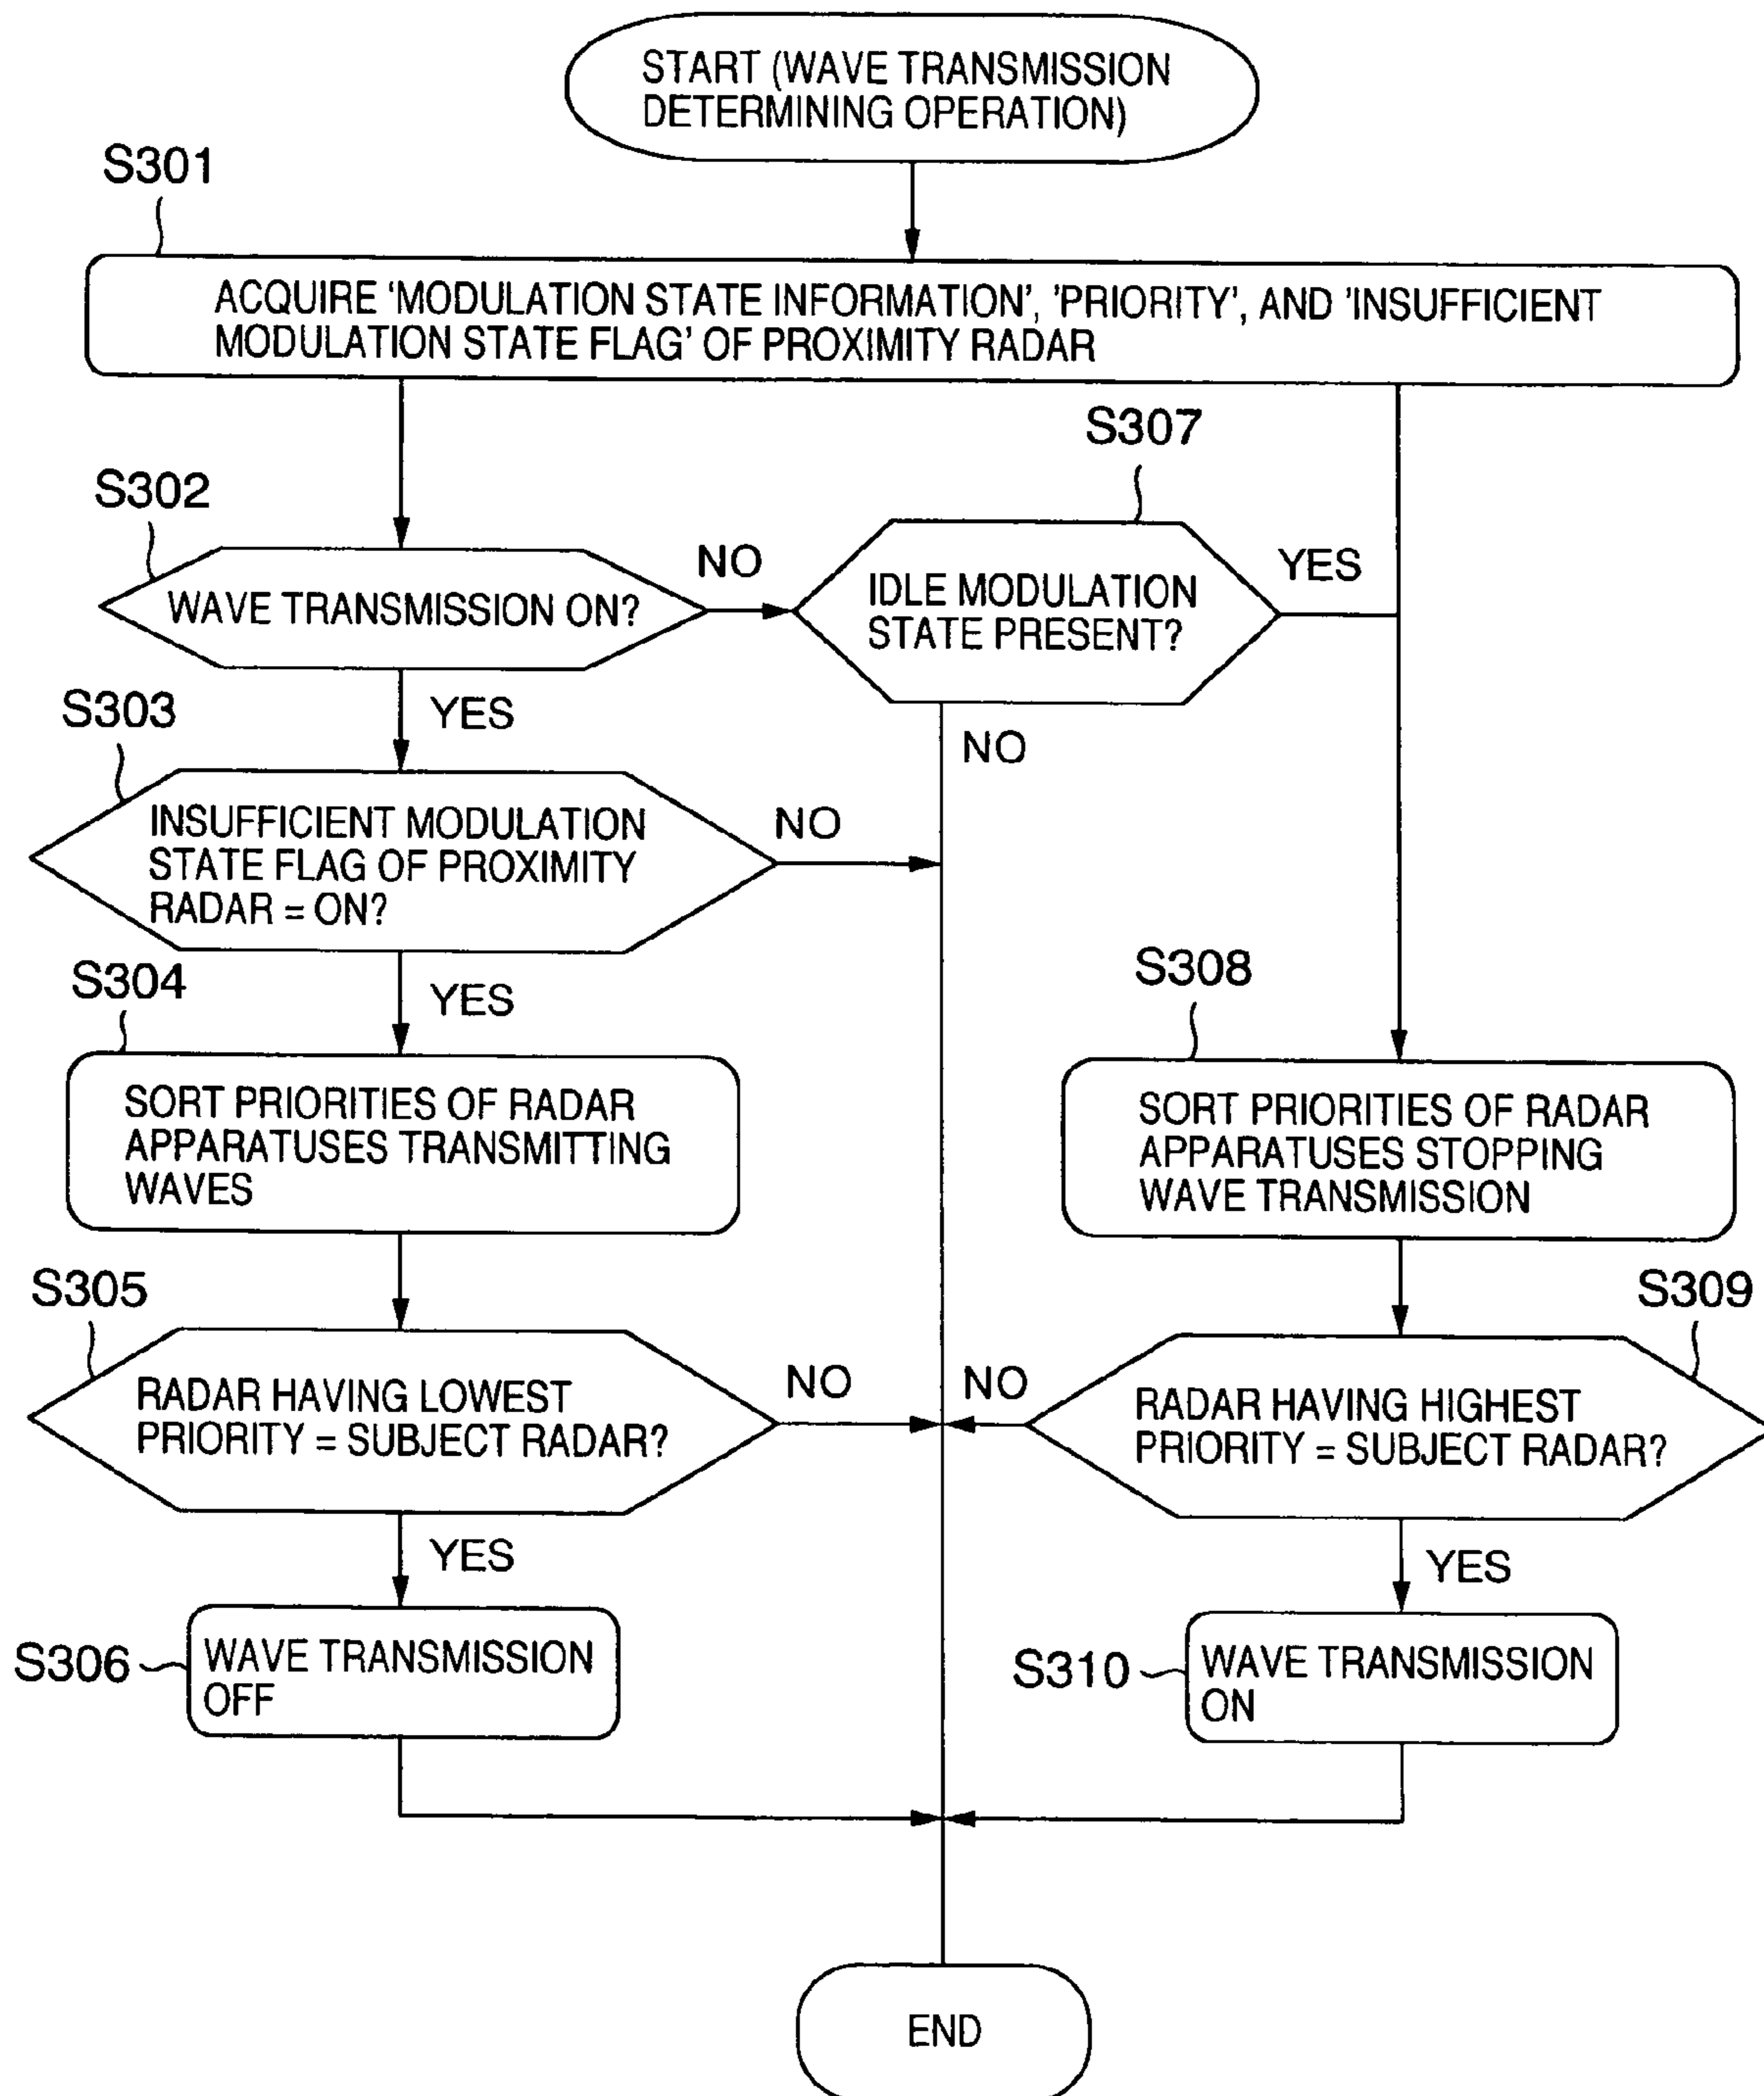 START (WAVE TRANSMISSION
DETERMINING OPERATION)
S301
ACQUIRE 'MODULATION STATE INFORMATION', 'PRIORITY', AND 'INSUFFICIENT
MODULATION STATE FLAG' OF PROXIMITY RADAR
S307
S302
NO
YES
WAVE TRANSMISSION ON?
IDLE MODULATION
STATE PRESENT?
S303
YES
NO
INSUFFICIENT MODULATION
STATE FLAG OF PROXIMITY
RADAR = ON?
NO
S304
YES
S308
SORT PRIORITIES OF RADAR
APPARATUSES TRANSMITTING
WAVES
SORT PRIORITIES OF RADAR
APPARATUSES STOPPING
WAVE TRANSMISSION
S305
S309
RADAR HAVING LOWEST
PRIORITY = SUBJECT RADAR?
NO
NO
RADAR HAVING HIGHEST
PRIORITY = SUBJECT RADAR?
YES
YES
S306
WAVE TRANSMISSION
OFF
S310
WAVE TRANSMISSION
ON
END